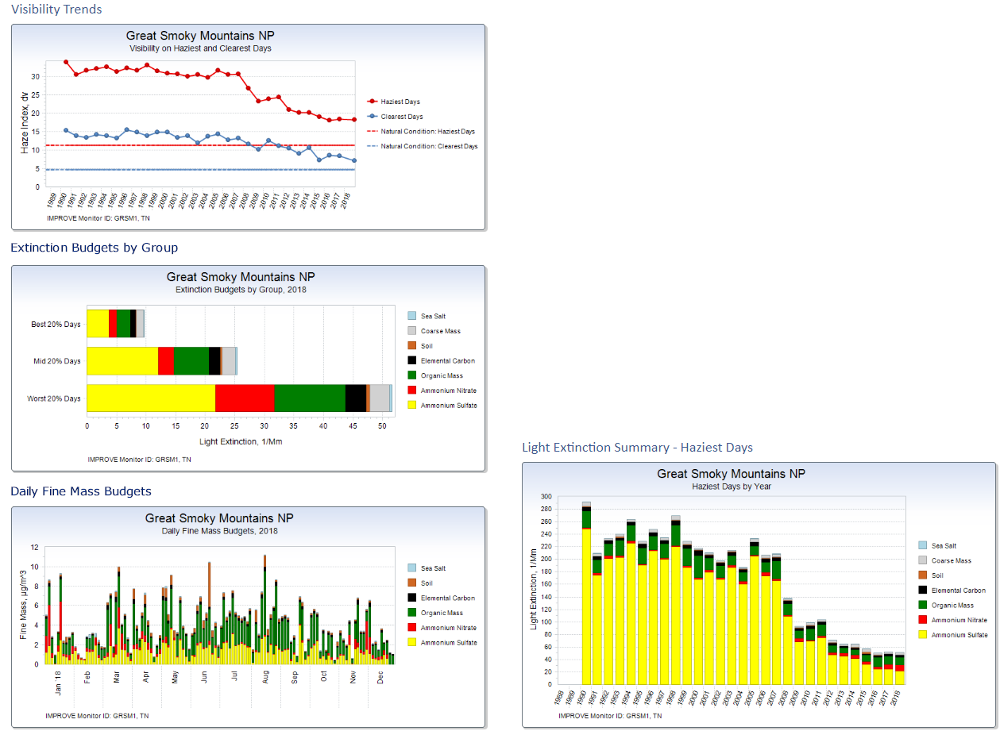 Visibility Trends
Great Smoky Mountains NP
Visibility on Haziest and Clearest Days
Haze Index, dv
30
25
20
15
10
5
0
1989 1990 1991 1992 1993 1994 1995 1996 1997 1998 1999 2000 2001 2002 2003 2004 2005 2006 2007 2008 2009 2010 2011 2012 2013 2014 2015 2016 2017 2018
Haziest Days
Clearest Days
Natural Condition: Haziest Days
Natural Condition: Clearest Days
IMPROVE Monitor ID: GRSM1, TN
Extinction Budgets by Group
Great Smoky Mountains NP
Extinction Budgets by Group, 2018
Best 20% Days
Mid 20% Days
Worst 20% Days
0 5 10 15 20 25 30 35 40 45 50
Light Extinction, 1/Mm
Sea Salt
Coarse Mass
Soil
Elemental Carbon
Organic Mass
Ammonium Nitrate
Ammonium Sulfate
IMPROVE Monitor ID: GRSM1, TN
Daily Fine Mass Budgets
Great Smoky Mountains NP
Daily Fine Mass Budgets, 2018
Fine Mass, µg/m^3
12
10
8
6
4
2
0
Jan 18 Feb Mar Apr May Jun Jul Aug Sep Oct Nov Dec
Sea Salt
Soil
Elemental Carbon
Organic Mass
Ammonium Nitrate
Ammonium Sulfate
IMPROVE Monitor ID: GRSM1, TN
Light Extinction Summary - Haziest Days
Great Smoky Mountains NP
Haziest Days by Year
Light Extinction, 1/Mm
300
280
260
240
220
200
180
160
140
120
100
80
60
40
20
0
1988 1989 1990 1991 1992 1993 1994 1995 1996 1997 1998 1999 2000 2001 2002 2003 2004 2005 2006 2007 2008 2009 2010 2011 2012 2013 2014 2015 2016 2017 2018
Sea Salt
Coarse Mass
Soil
Elemental Carbon
Organic Mass
Ammonium Nitrate
Ammonium Sulfate
IMPROVE Monitor ID: GRSM1, TN